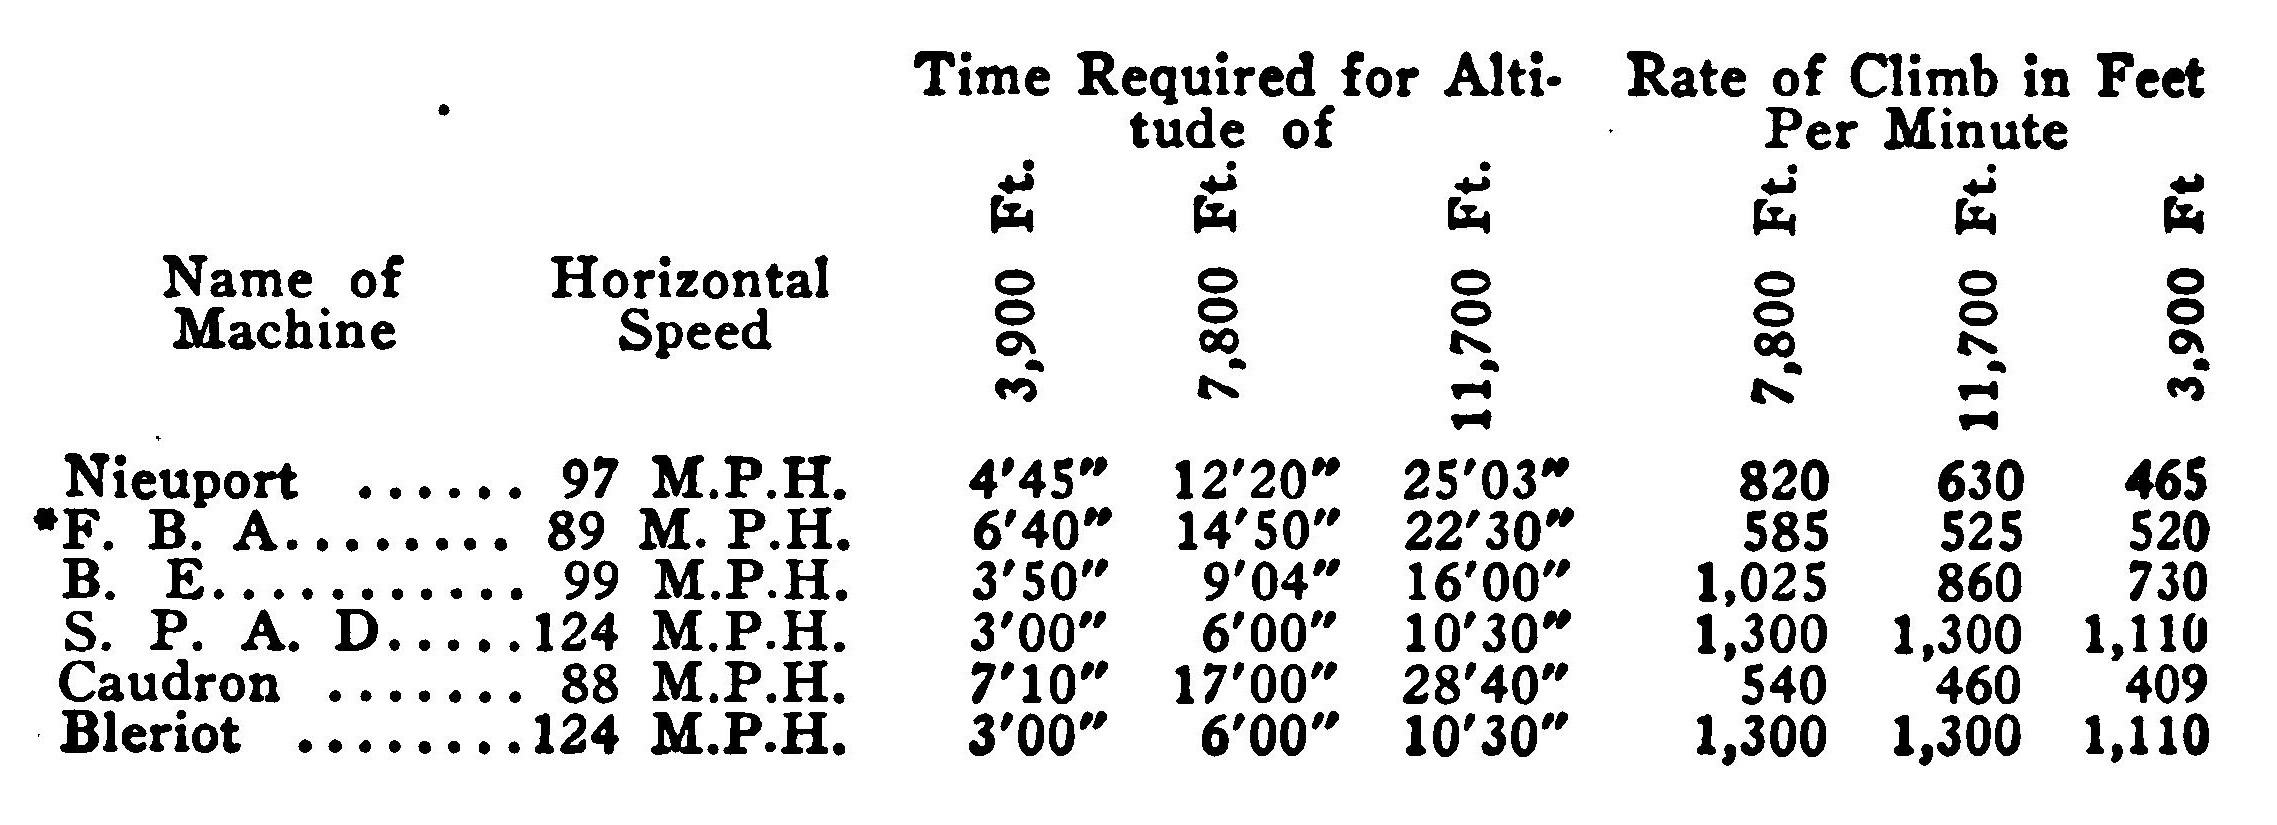 Time Required for Alti-
tude of
Rate of Climb in Feet
Per Minute
Name of
Machine
Horizontal
Speed
3,900 Ft.
7,800 Ft.
11,700 Ft.
7,800 Ft.
11,700 Ft.
3,900 Ft
Nieuport ...... 97 M.P.H. 4'45" 12'20" 25'03" 820 630 465
*F. B. A......... 89 M. P.H. 6'40" 14'50" 22'30" 585 525 520
B. E............ 99 M.P.H. 3'50" 9'04" 16'00" 1,025 860 730
S. P. A. D.....124 M.P.H. 3'00" 6'00" 10'30" 1,300 1,300 1,110
Caudron ....... 88 M.P.H. 7'10" 17'00" 28'40" 540 460 409
Bleriot ........124 M.P.H. 3'00" 6'00" 10'30" 1,300 1,300 1,110